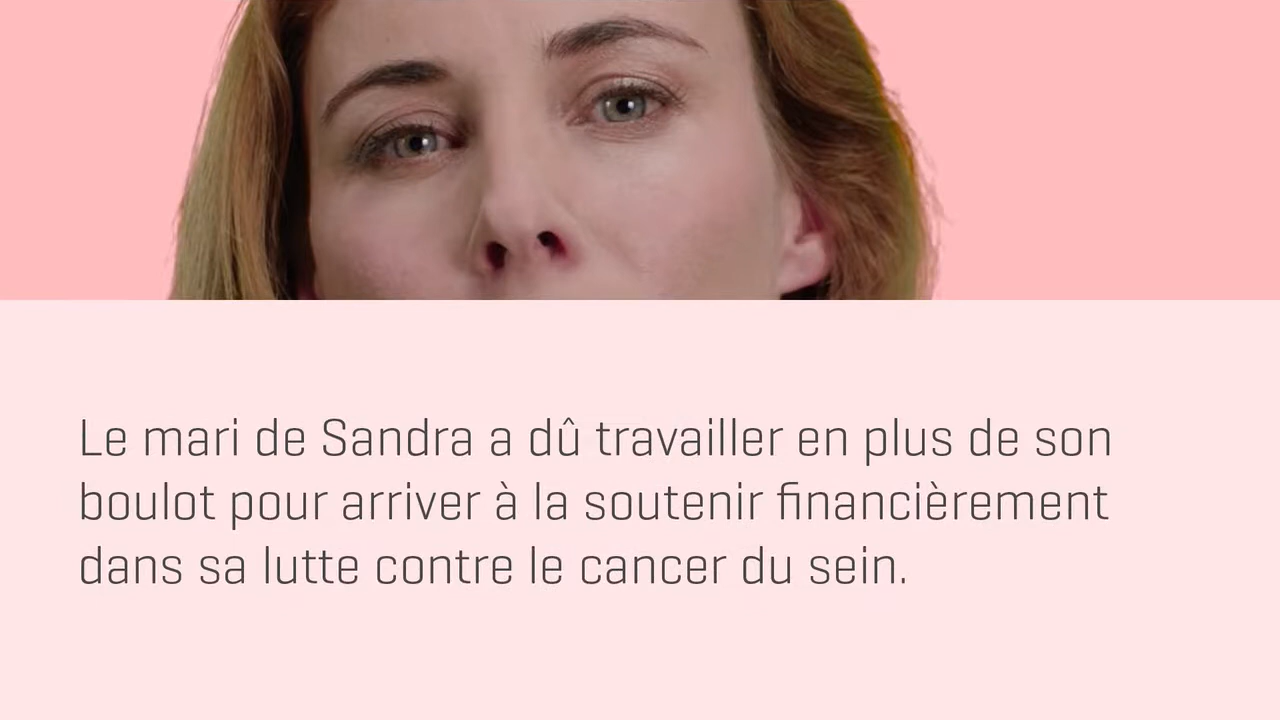 Le mari de Sandra a dû travailler en plus de son
boulot pour arriver à la soutenir financièrement
dans sa lutte contre le cancer du sein.